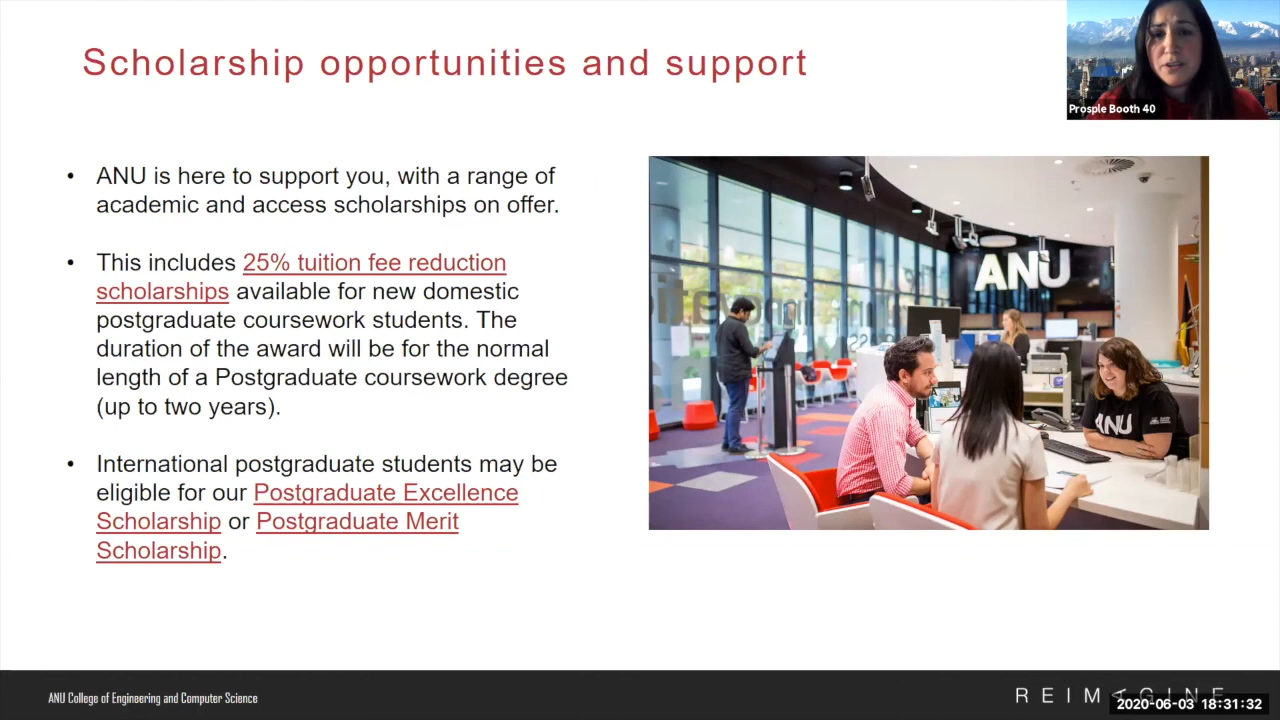 Scholarship opportunities and support
Prosple Booth 40
• ANU is here to support you, with a range of
academic and access scholarships on offer.
• This includes 25% tuition fee reduction
scholarships available for new domestic
postgraduate coursework students. The
duration of the award will be for the normal
length of a Postgraduate coursework degree
(up to two years).
• International postgraduate students may be
eligible for our Postgraduate Excellence
Scholarship or Postgraduate Merit
Scholarship.
ANU
ANU
ANU College of Engineering and Computer Science
REIMAGINE
2020-06-03 18:31:32